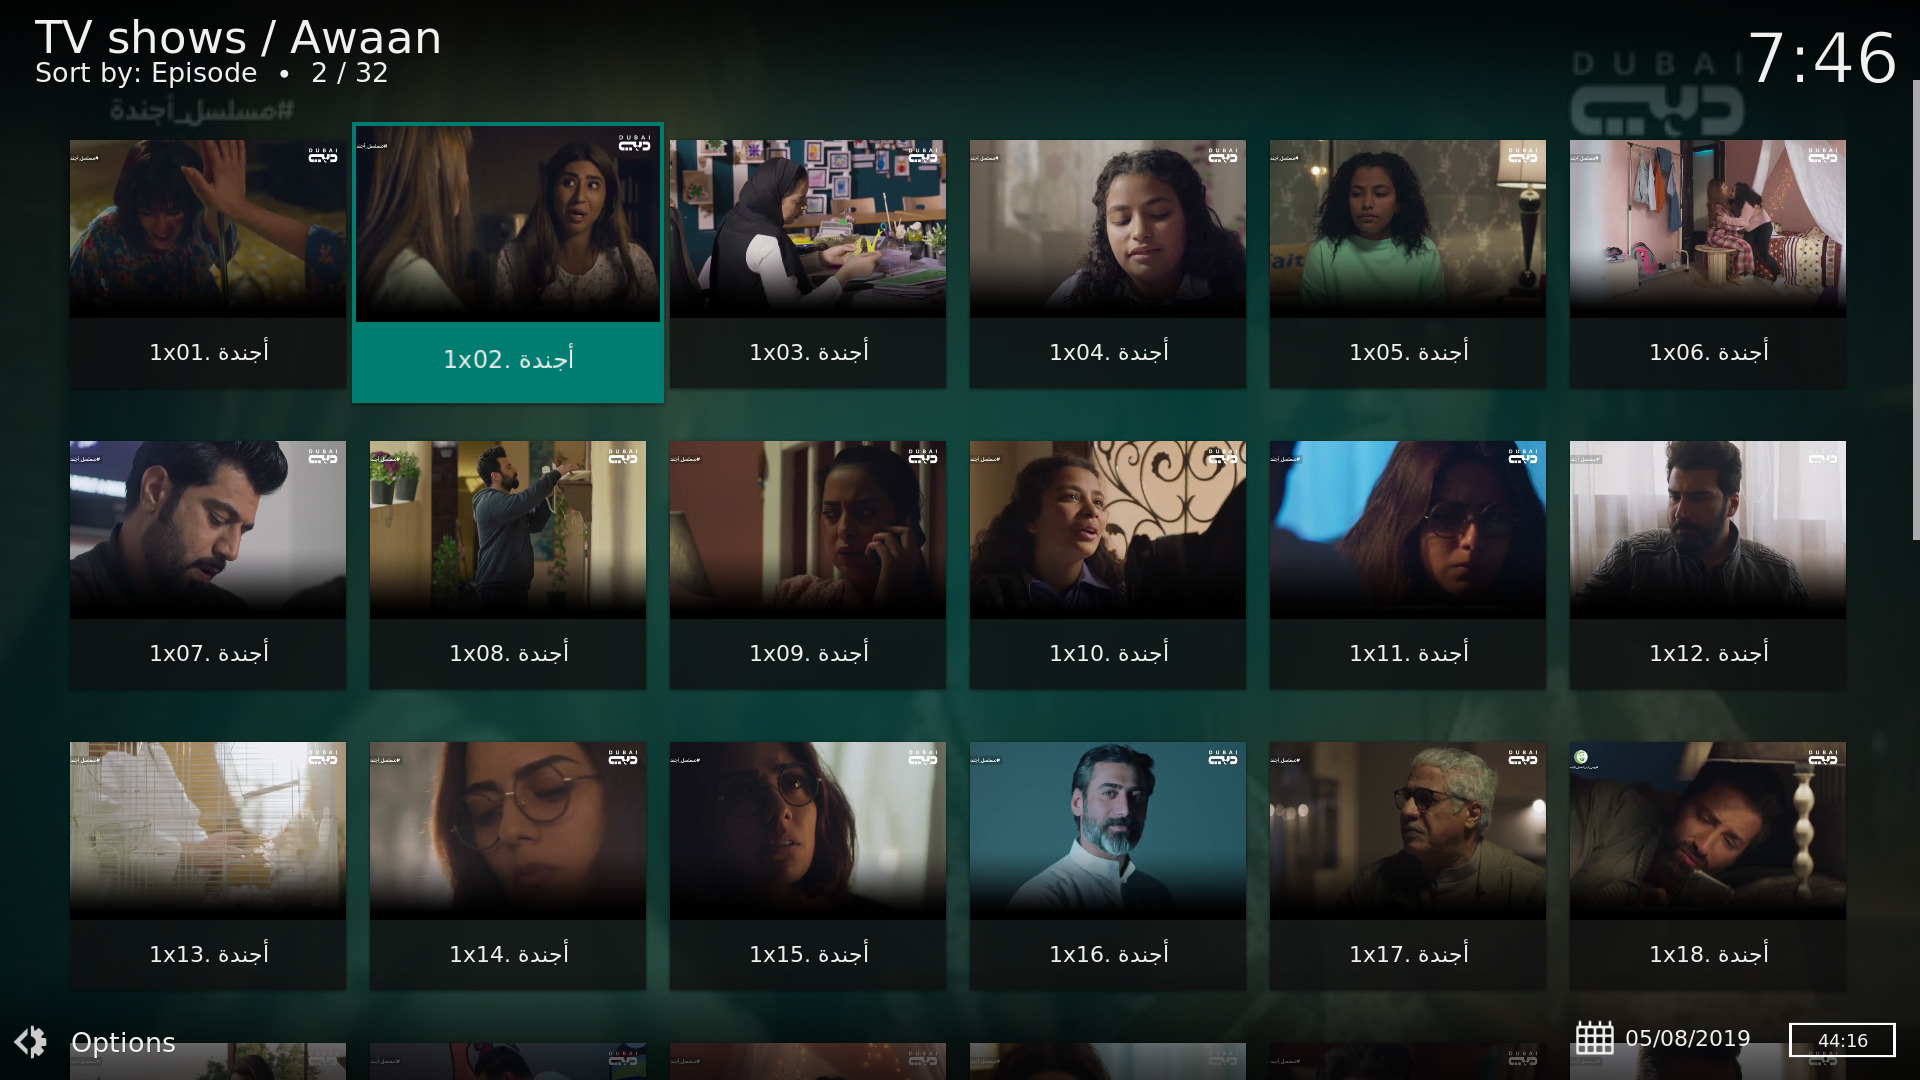 TV shows / Awaan
Sort by: Episode • 2 / 32
7:46
DUBAI
دبي
#مسلسل_أجندة
1x01. أجندة
1x02. أجندة
1x03. أجندة
1x04. أجندة
1x05. أجندة
1x06. أجندة
1x07. أجندة
1x08. أجندة
1x09. أجندة
1x10. أجندة
1x11. أجندة
1x12. أجندة
1x13. أجندة
1x14. أجندة
1x15. أجندة
1x16. أجندة
1x17. أجندة
1x18. أجندة
Options
05/08/2019
44:16